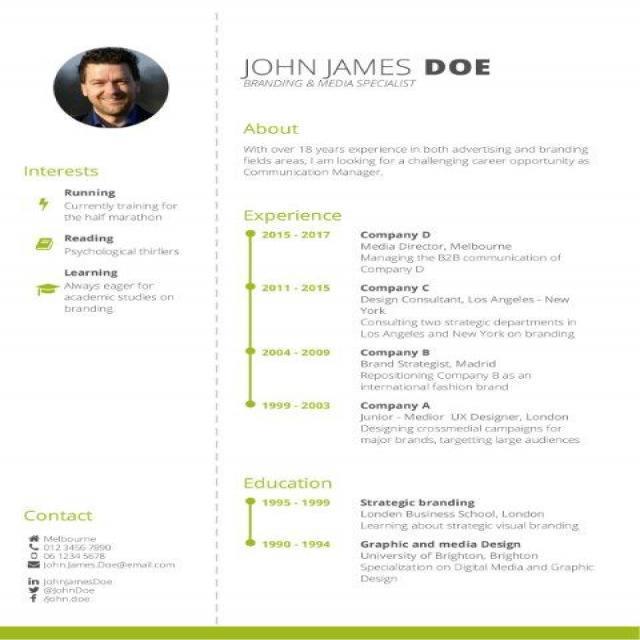 JOHN JAMES DOE
BRANDING & MEDIA SPECIALIST
About
With over 18 years experience in both advertising and branding
fields areas, I am looking for a challenging career opportunity as
Communication Manager.
Interests
Running
Currently training for
the half marathon
Reading
Psychological thirllers
Learning
Always eager for
academic studies on
branding
Experience
2015 - 2017
Company D
Media Director, Melbourne
Managing the B2B communication of
Company D
2011 - 2015
Company C
Design Consultant, Los Angeles - New
York
Consulting two strategic departments in
Los Angeles and New York on branding
2004 - 2009
Company B
Brand Strategist, Madrid
Repositioning Company B as an
international fashion brand
1999 - 2003
Company A
Junior - Medior UX Designer, London
Designing crossmedial campaigns for
major brands, targetting large audiences
Education
1995 - 1999
Strategic branding
Londen Business School, London
Learning about strategic visual branding
1990 - 1994
Graphic and media Design
University of Brighton, Brighton
Specialization on Digital Media and Graphic
Design
Contact
Melbourne
012 3456 7890
06 1234 5678
John.James.Doe@email.com
JohnJamesDoe
@JohnDoe
/john.doe